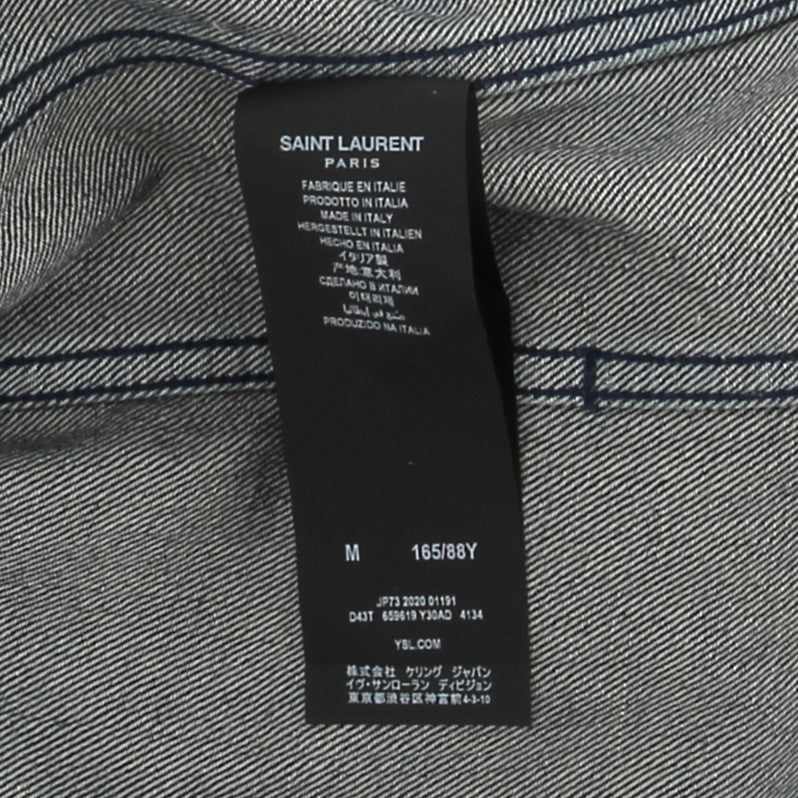 SAINT LAURENT
PARIS
FABRIQUE EN ITALIE
PRODOTTO IN ITALIA
MADE IN ITALY
HERGESTELLT IN ITALIEN
HECHO EN ITALIA
イタリア製
产地:意大利
СДЕЛАНО В ИТАЛИИ
이태리제
صنع في إيطاليا
PRODUZIDO NA ITALIA
M 165/88Y
JP73 2020 01191
D43T 659619 Y30AD 4134
YSL.COM
株式会社 ケリング ジャパン
イヴ・サンローラン ディビジョン
東京都渋谷区神宮前4-3-10